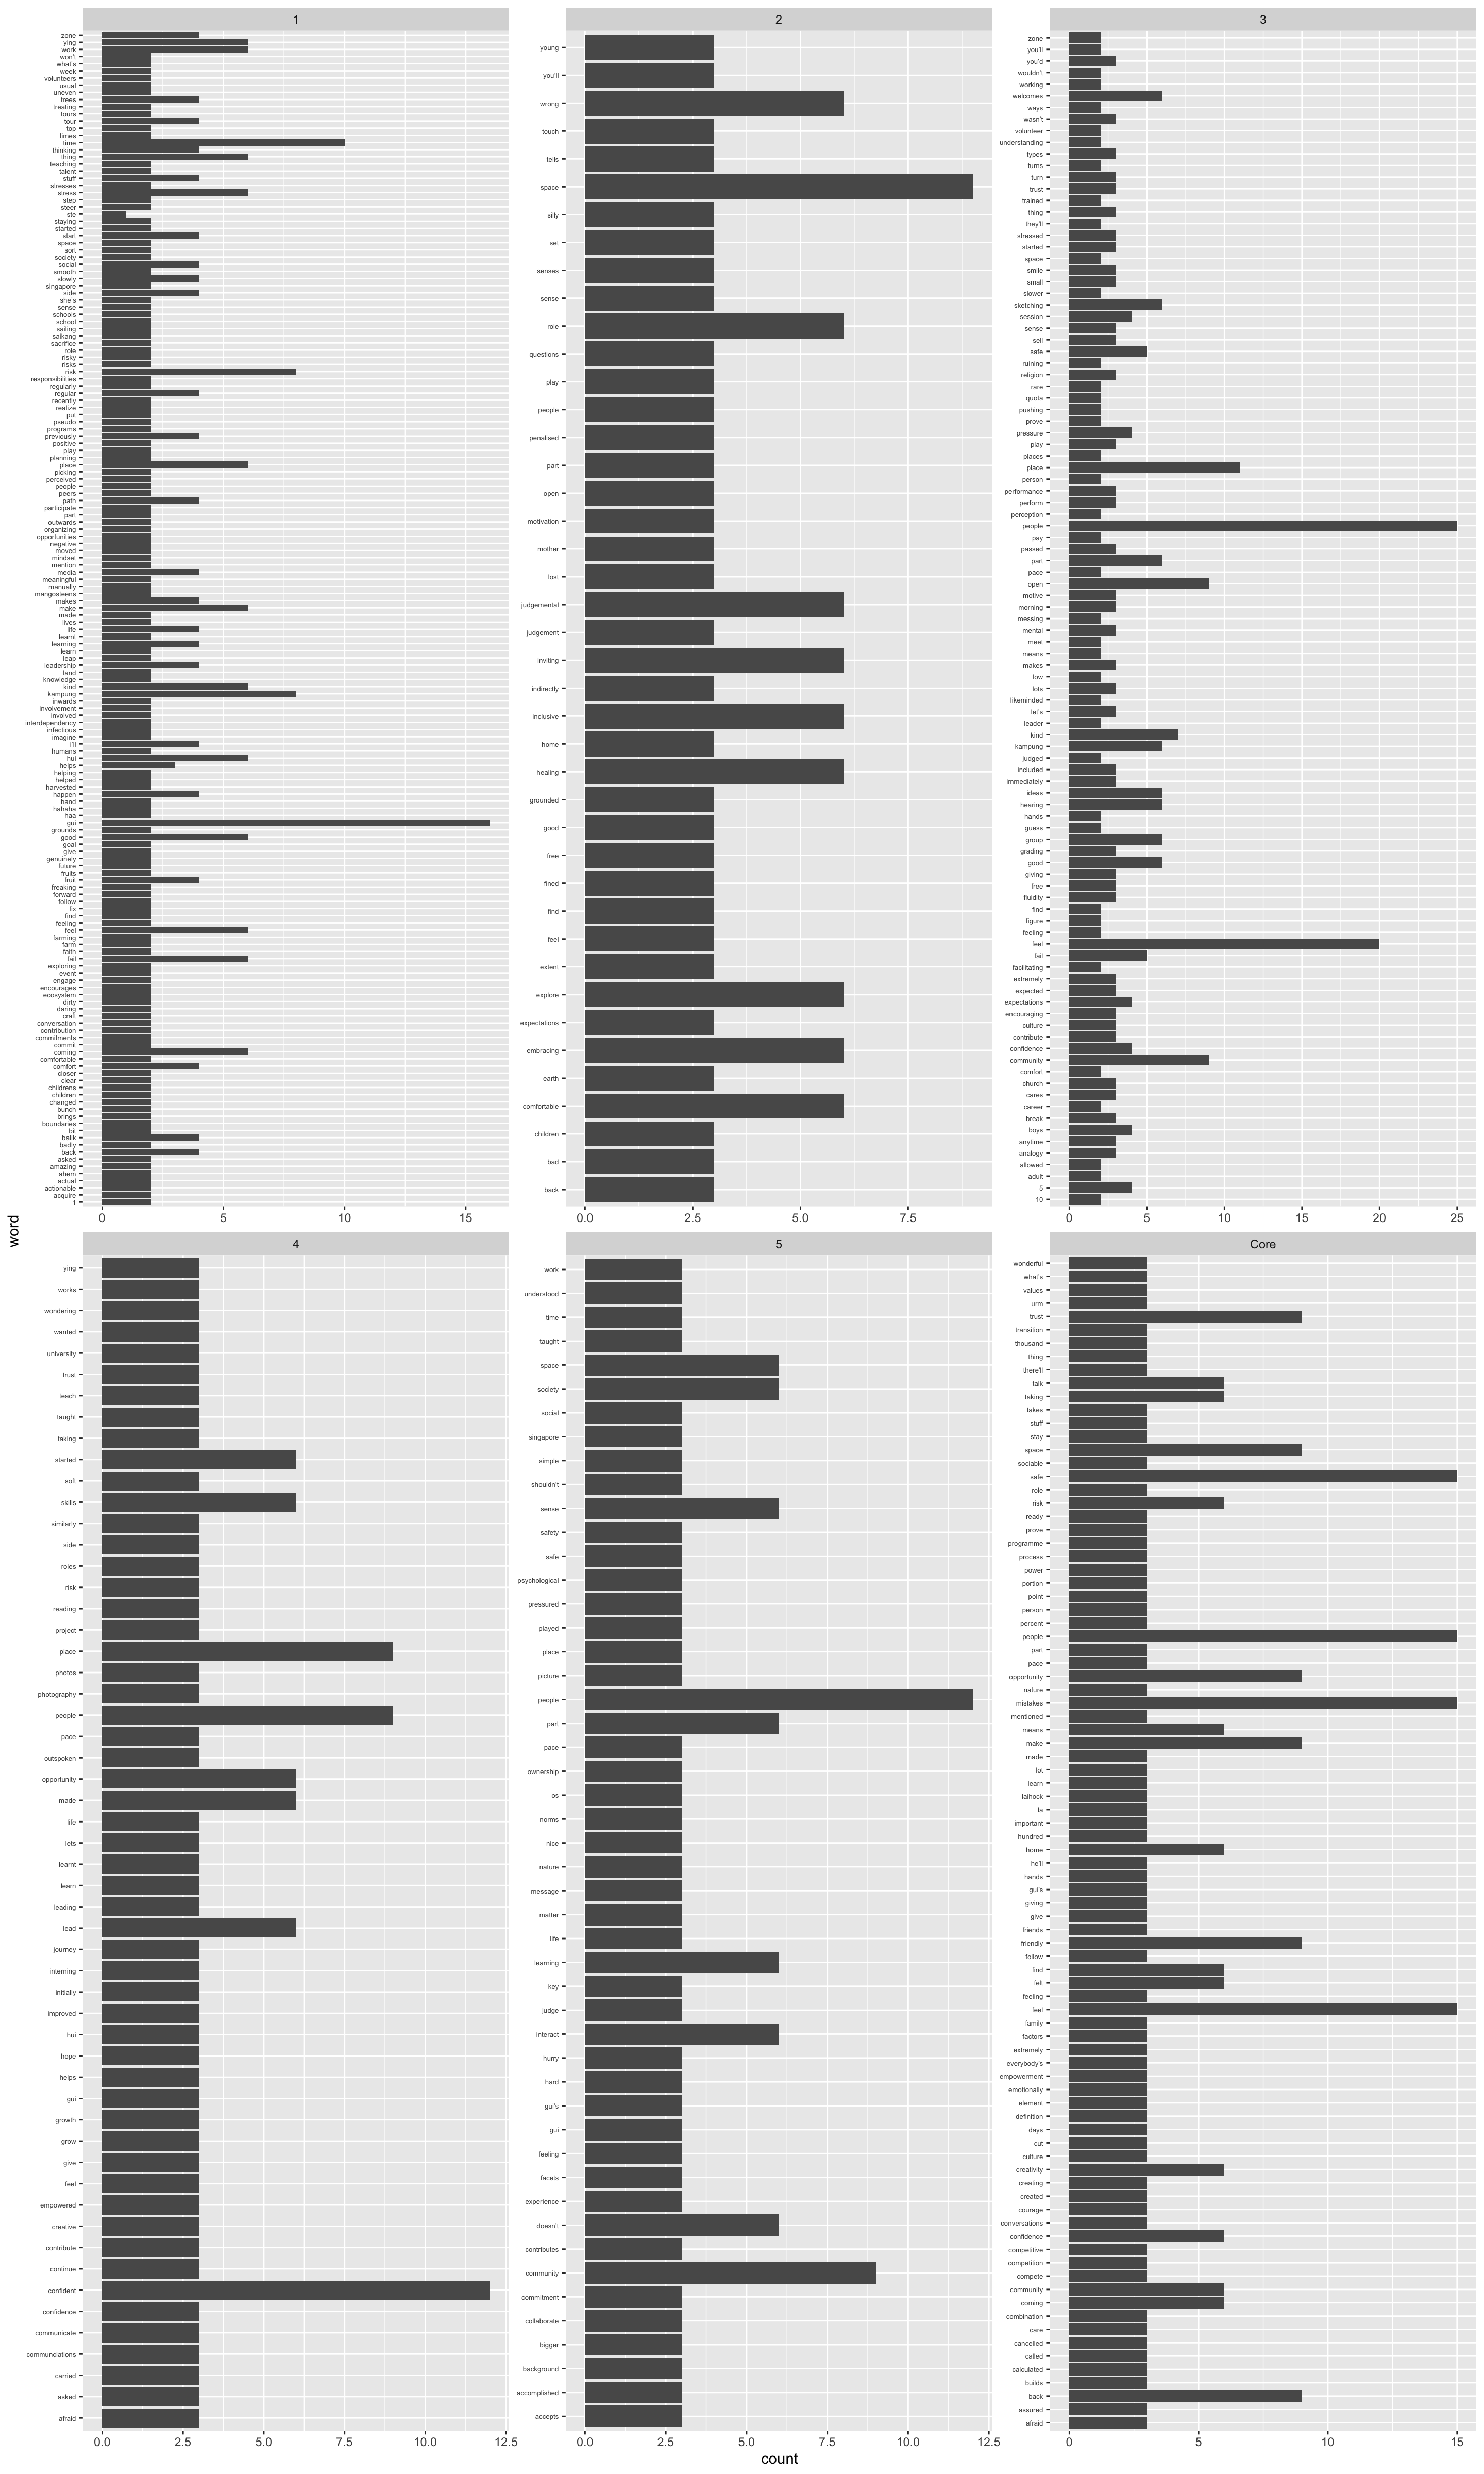 1
zone
ying
work
won't
what's
week
volunteers
usual
uneven
trees
treating
tours
tour
top
times
time
thinking
thing
teaching
talent
stuff
stresses
stress
step
steer
ste
staying
started
start
space
sort
society
social
smooth
slowly
singapore
side
she's
sense
schools
school
sailing
saikang
sacrifice
role
risky
risks
risk
responsibilities
regularly
regular
recently
realize
put
pseudo
programs
previously
positive
play
planning
place
picking
perceived
people
peers
path
participate
part
outwards
organizing
opportunities
negative
moved
mindset
mention
media
meaningful
manually
mangosteens
makes
make
made
lives
life
learnt
learning
learn
leap
leadership
land
knowledge
kind
kampung
inwards
involvement
involved
interdependency
infectious
imagine
i'll
humans
hui
helps
helping
helped
harvested
happen
hand
hahaha
haa
gui
grounds
good
goal
give
genuinely
future
fruits
fruit
freaking
forward
follow
fix
find
feeling
feel
farming
farm
faith
fail
exploring
event
engage
encourages
ecosystem
dirty
daring
craft
conversation
contribution
commitments
commit
coming
comfortable
comfort
closer
clear
childrens
children
changed
bunch
brings
boundaries
bit
balik
badly
back
asked
amazing
ahem
actual
actionable
acquire
1
0 5 10 15
2
young
you'll
wrong
touch
tells
space
silly
set
senses
sense
role
questions
play
people
penalised
part
open
motivation
mother
lost
judgemental
judgement
inviting
indirectly
inclusive
home
healing
grounded
good
free
fined
find
feel
extent
explore
expectations
embracing
earth
comfortable
children
bad
back
0.0 2.5 5.0 7.5
3
zone
you'll
you'd
wouldn't
working
welcomes
ways
wasn't
volunteer
understanding
types
turns
turn
trust
trained
thing
they'll
stressed
started
space
smile
small
slower
sketching
session
sense
sell
safe
ruining
religion
rare
quota
pushing
prove
pressure
play
places
place
person
performance
perform
perception
people
pay
passed
part
pace
open
motive
morning
messing
mental
meet
means
makes
low
lots
likeminded
let's
leader
kind
kampung
judged
included
immediately
ideas
hearing
hands
guess
group
grading
good
giving
free
fluidity
find
figure
feeling
feel
fail
facilitating
extremely
expected
expectations
encouraging
culture
contribute
confidence
community
comfort
church
cares
career
break
boys
anytime
analogy
allowed
adult
5
10
0 5 10 15 20 25
word
4
ying
works
wondering
wanted
university
trust
teach
taught
taking
started
soft
skills
similarly
side
roles
risk
reading
project
place
photos
photography
people
pace
outspoken
opportunity
made
life
lets
learnt
learn
leading
lead
journey
interning
initially
improved
hui
hope
helps
gui
growth
grow
give
feel
empowered
creative
contribute
continue
confident
confidence
communicate
communciations
carried
asked
afraid
0.0 2.5 5.0 7.5 10.0 12.5
5
work
understood
time
taught
space
society
social
singapore
simple
shouldn't
sense
safety
safe
psychological
pressured
played
place
picture
people
part
pace
ownership
os
norms
nice
nature
message
matter
life
learning
key
judge
interact
hurry
hard
gui's
gui
feeling
facets
experience
doesn't
contributes
community
commitment
collaborate
bigger
background
accomplished
accepts
0.0 2.5 5.0 7.5 10.0 12.5
Core
wonderful
what's
values
urm
trust
transition
thousand
thing
there'll
talk
taking
takes
stuff
stay
space
sociable
safe
role
risk
ready
prove
programme
process
power
portion
point
person
percent
people
part
pace
opportunity
nature
mistakes
mentioned
means
make
made
lot
learn
laihock
la
important
hundred
home
he'll
hands
gui's
giving
give
friends
friendly
follow
find
felt
feeling
feel
family
factors
extremely
everybody's
empowerment
emotionally
element
definition
days
cut
culture
creativity
creating
created
courage
conversations
confidence
competitive
competition
compete
community
coming
combination
care
cancelled
called
calculated
builds
back
assured
afraid
0 5 10 15
count